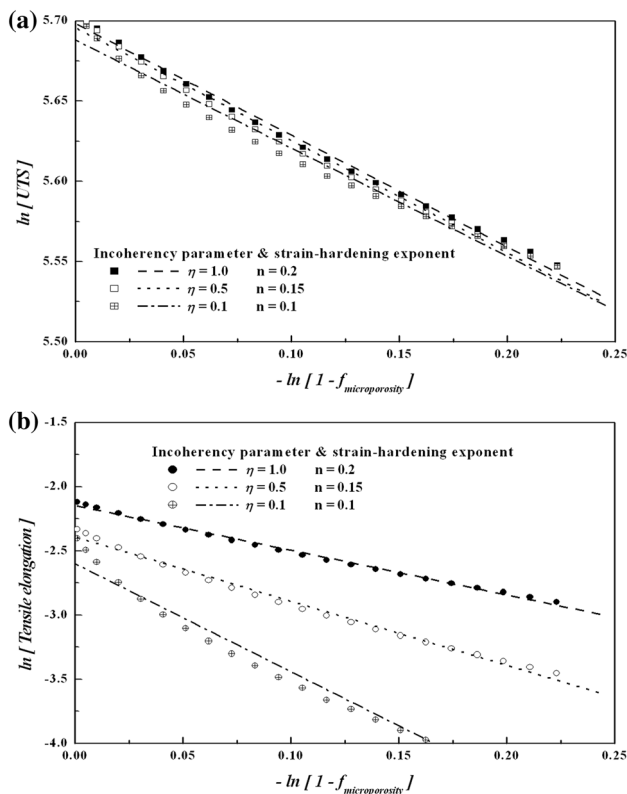 (a)
5.70
5.65
5.60
5.55
5.50
ln [ UTS ]
Incoherency parameter & strain-hardening exponent
η = 1.0 n = 0.2
η = 0.5 n = 0.15
η = 0.1 n = 0.1
0.00 0.05 0.10 0.15 0.20 0.25
- ln [ 1 - fmicroporosity ]
(b)
-1.5
-2.0
-2.5
-3.0
-3.5
-4.0
ln [ Tensile elongation ]
Incoherency parameter & strain-hardening exponent
η = 1.0 n = 0.2
η = 0.5 n = 0.15
η = 0.1 n = 0.1
0.00 0.05 0.10 0.15 0.20 0.25
- ln [ 1 - fmicroporosity ]